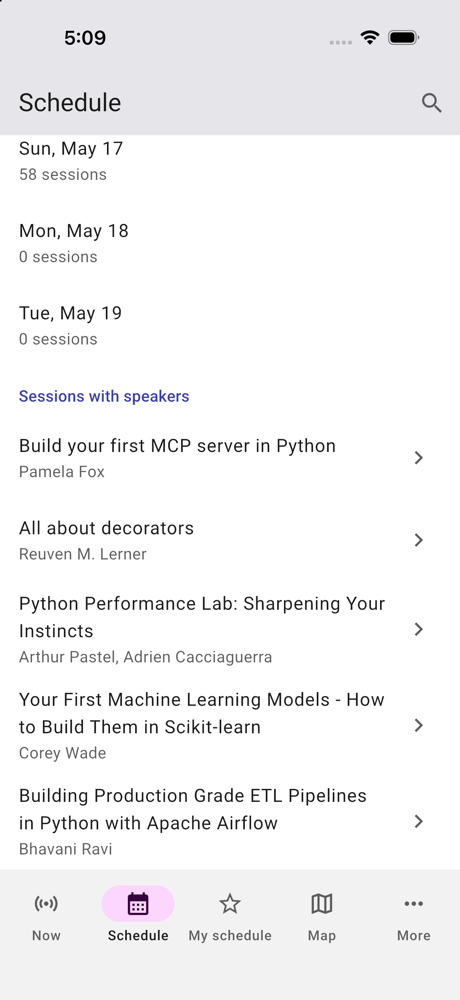 5:09
Schedule
Sun, May 17
58 sessions
Mon, May 18
0 sessions
Tue, May 19
0 sessions
Sessions with speakers
Build your first MCP server in Python
Pamela Fox
All about decorators
Reuven M. Lerner
Python Performance Lab: Sharpening Your
Instincts
Arthur Pastel, Adrien Cacciaguerra
Your First Machine Learning Models - How
to Build Them in Scikit-learn
Corey Wade
Building Production Grade ETL Pipelines
in Python with Apache Airflow
Bhavani Ravi
Now
Schedule
My schedule
Map
More